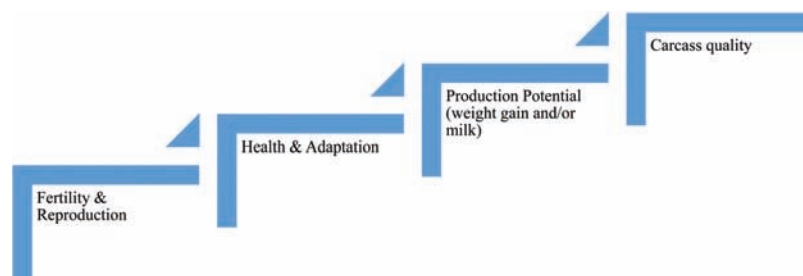 Carcass quality
Production Potential
(weight gain and/or
milk)
Health & Adaptation
Fertility &
Reproduction